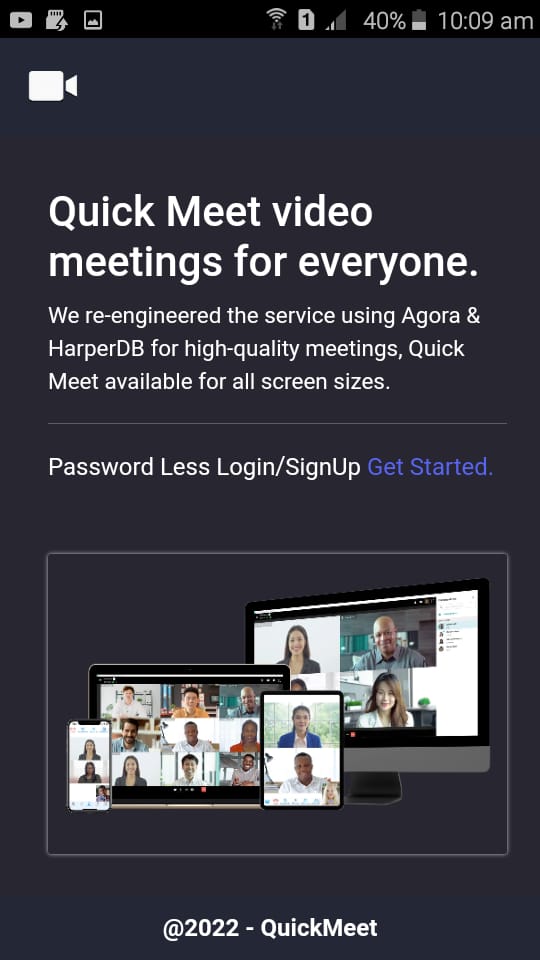 1 40% 10:09 am
Quick Meet video
meetings for everyone.
We re-engineered the service using Agora &
HarperDB for high-quality meetings, Quick
Meet available for all screen sizes.
Password Less Login/SignUp Get Started.
@2022 - QuickMeet